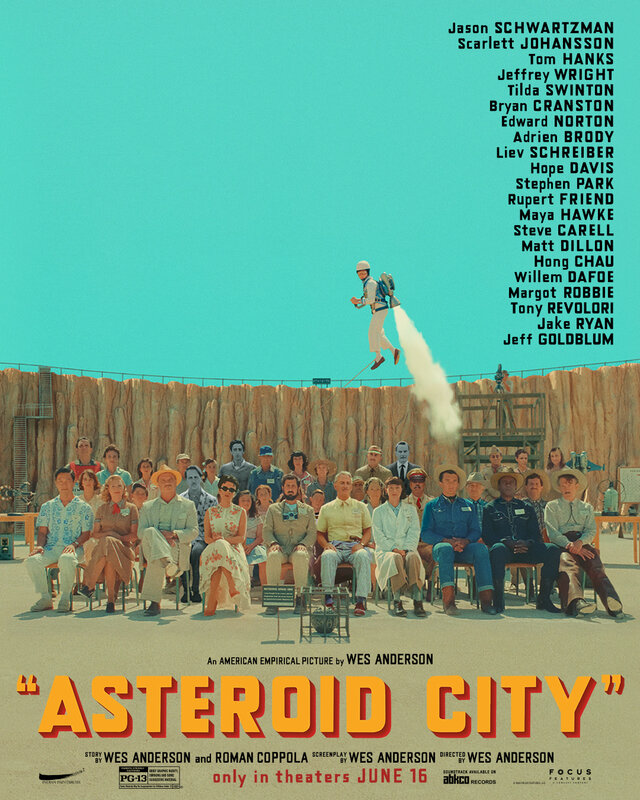 Jason SCHWARTZMAN
Scarlett JOHANSSON
Tom HANKS
Jeffrey WRIGHT
Tilda SWINTON
Bryan CRANSTON
Edward NORTON
Adrien BRODY
Liev SCHREIBER
Hope DAVIS
Stephen PARK
Rupert FRIEND
Maya HAWKE
Steve CARELL
Matt DILLON
Hong CHAU
Willem DAFOE
Margot ROBBIE
Tony REVOLORI
Jake RYAN
Jeff GOLDBLUM
An AMERICAN EMPIRICAL PICTURE by WES ANDERSON
"ASTEROID CITY"
STORY BY WES ANDERSON and ROMAN COPPOLA SCREENPLAY BY WES ANDERSON DIRECTED BY WES ANDERSON
PG-13
only in theaters JUNE 16
SOUNDTRACK AVAILABLE ON
abkco RECORDS
FOCUS
FEATURES